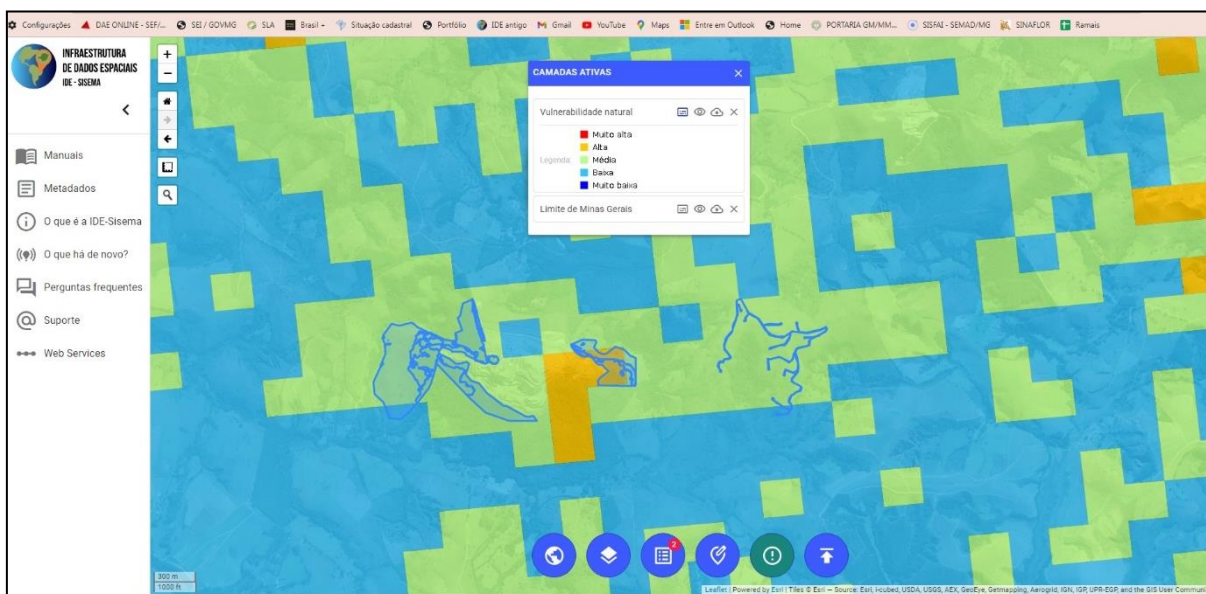 Configurações DAE ONLINE - SEF/... SEI / GOVMG SLA Brasil Situação cadastral Portfólio IDE antigo Gmail YouTube Maps Entre em Outlook Home PORTARIA GM/MM... SISFAI - SEMAD/MG SINAFLOR Ramais
INFRAESTRUTURA
DE DADOS ESPACIAIS
IDE - SISEMA
Manuais
Metadados
O que é a IDE-Sisema
O que há de novo?
Perguntas frequentes
Suporte
Web Services
+
−
CAMADAS ATIVAS
Vulnerabilidade natural
Legenda:
Muito alta
Alta
Média
Baixa
Muito baixa
Limite de Minas Gerais
2
300 m
1000 ft
Leaflet | Powered by Esri | Tiles © Esri — Source: Esri, i-cubed, USDA, USGS, AEX, GeoEye, Getmapping, Aerogrid, IGN, IGP, UPR-EGP, and the GIS User Communi